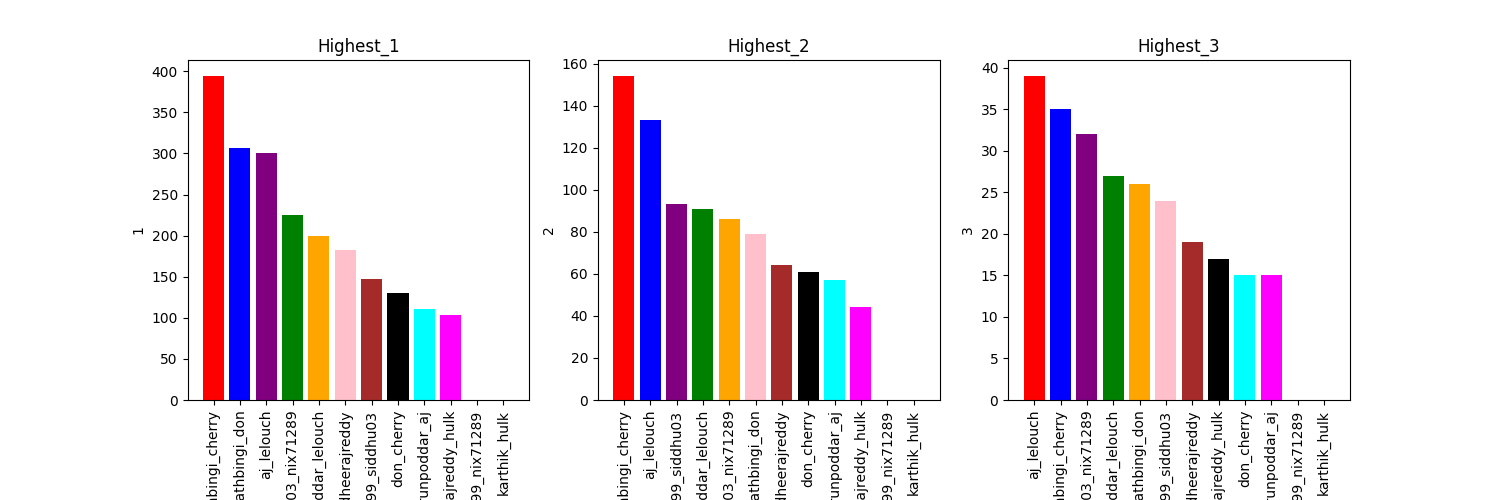 Highest_1
400
350
300
250
200
150
100
50
0
1
bingi_cherry
athbingi_don
aj_lelouch
03_nix71289
ddar_lelouch
dheerajreddy
99_siddhu03
don_cherry
runpoddar_aj
ajreddy_hulk
99_nix71289
karthik_hulk
Highest_2
160
140
120
100
80
60
40
20
0
2
bingi_cherry
aj_lelouch
99_siddhu03
ddar_lelouch
03_nix71289
athbingi_don
dheerajreddy
don_cherry
runpoddar_aj
ajreddy_hulk
99_nix71289
karthik_hulk
Highest_3
40
35
30
25
20
15
10
5
0
3
aj_lelouch
bingi_cherry
03_nix71289
ddar_lelouch
athbingi_don
99_siddhu03
dheerajreddy
ajreddy_hulk
don_cherry
runpoddar_aj
99_nix71289
karthik_hulk